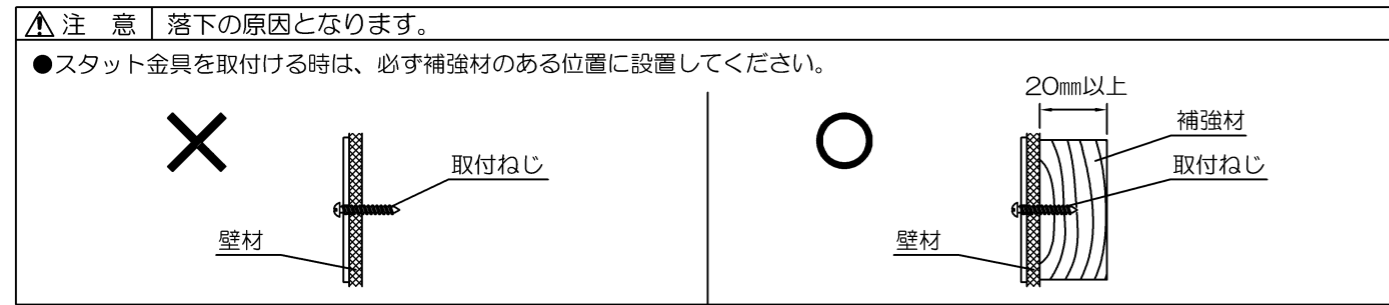 ⚠注 意 落下の原因となります。
●スタット金具を取付ける時は、必ず補強材のある位置に設置してください。
取付ねじ
壁材
20㎜以上
補強材
取付ねじ
壁材